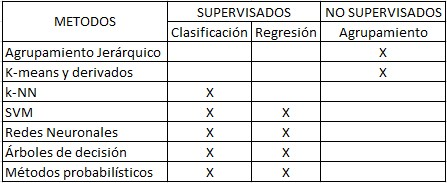 METODOS SUPERVISADOS NO SUPERVISADOS
Clasificación Regresión Agrupamiento
Agrupamiento Jerárquico X
K-means y derivados X
k-NN X
SVM X X
Redes Neuronales X X
Árboles de decisión X X
Métodos probabilísticos X X